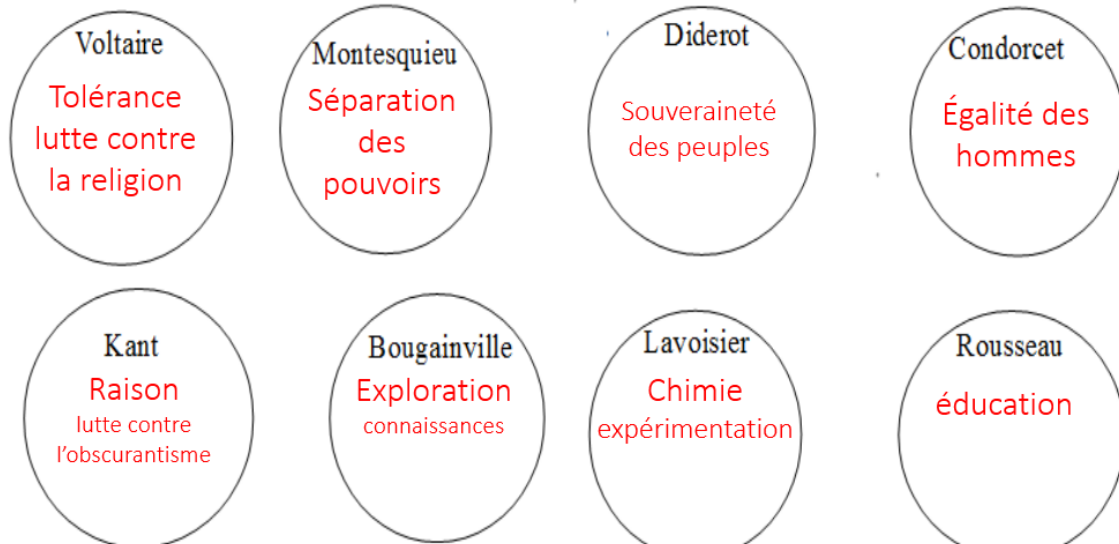 Voltaire
Tolérance
lutte contre
la religion
Montesquieu
Séparation
des
pouvoirs
Diderot
Souveraineté
des peuples
Condorcet
Égalité des
hommes
Kant
Raison
lutte contre
l'obscurantisme
Bougainville
Exploration
connaissances
Lavoisier
Chimie
expérimentation
Rousseau
éducation